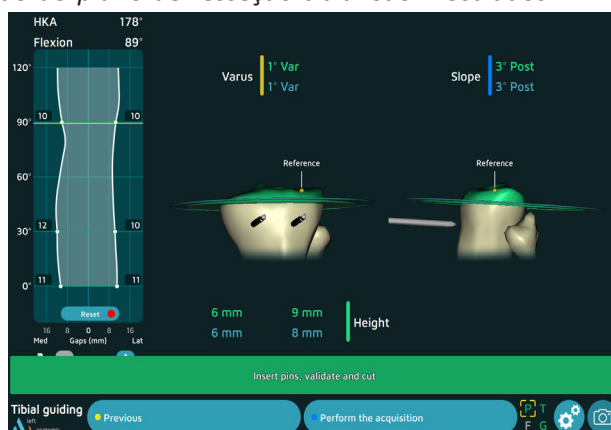 HKA 178°
Flexion 89°
120°
90°
60°
30°
0°
10 10
12 10
11 11
Reset
16 8 0 8 16
Med Gaps (mm) Lat
Varus
1° Var
1° Var
Slope
3° Post
3° Post
Reference
Reference
6 mm 9 mm
6 mm 8 mm
Height
Insert pins, validate and cut
Tibial guiding
left
Previous
Perform the acquisition
P T
F G